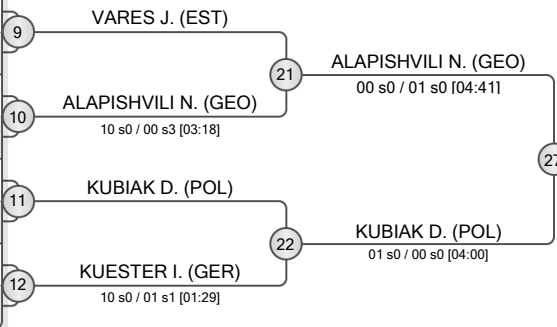 VARES J. (EST)
9
21
ALAPISHVILI N. (GEO)
00 s0 / 01 s0 [04:41]
ALAPISHVILI N. (GEO)
10
10 s0 / 00 s3 [03:18]
27
KUBIAK D. (POL)
11
22
KUBIAK D. (POL)
01 s0 / 00 s0 [04:00]
KUESTER I. (GER)
12
10 s0 / 01 s1 [01:29]